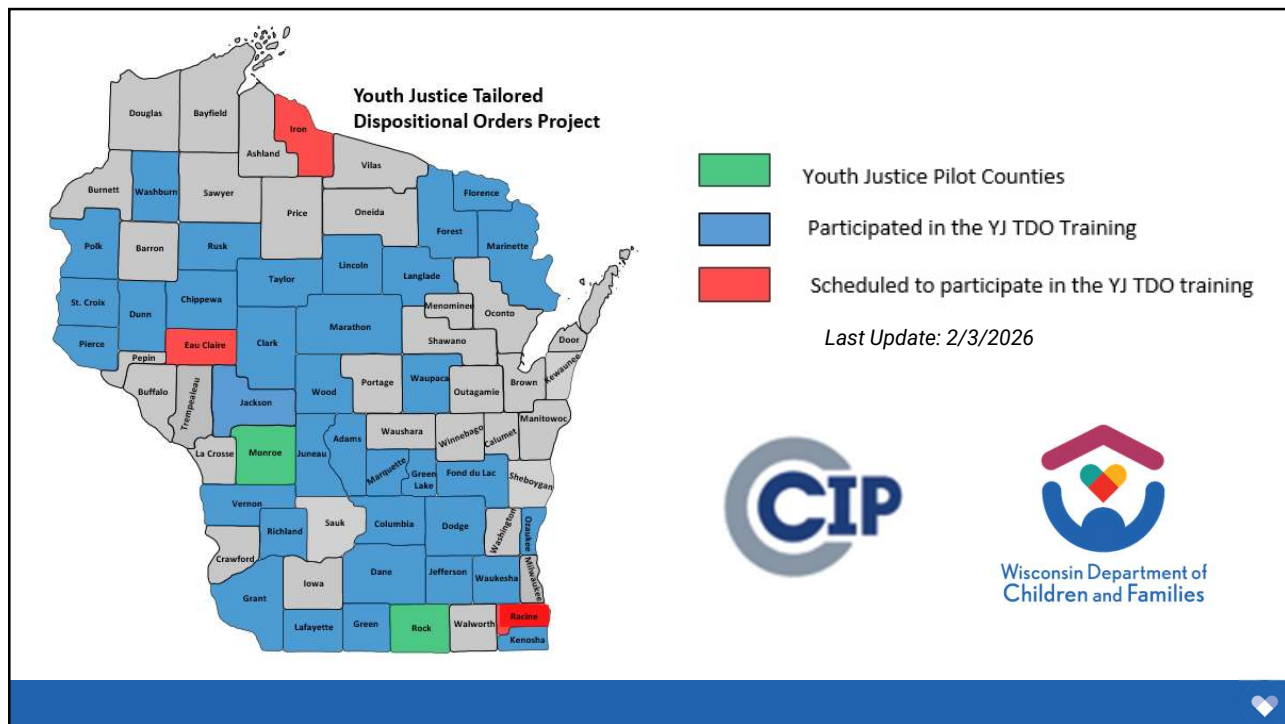 Youth Justice Tailored
Dispositional Orders Project
Douglas
Bayfield
Iron
Ashland
Vilas
Burnett
Washburn
Sawyer
Price
Oneida
Florence
Forest
Marinette
Polk
Barron
Rusk
Lincoln
Langlade
Taylor
St. Croix
Dunn
Chippewa
Menominee
Oconto
Marathon
Pierce
Eau Claire
Clark
Shawano
Door
Pepin
Buffalo
Trempealeau
Jackson
Wood
Portage
Waupaca
Outagamie
Brown
Kewaunee
La Crosse
Monroe
Juneau
Adams
Waushara
Winnebago
Calumet
Manitowoc
Marquette
Green
Lake
Fond du Lac
Sheboygan
Vernon
Richland
Sauk
Columbia
Dodge
Washington
Ozaukee
Crawford
Iowa
Dane
Jefferson
Waukesha
Milwaukee
Grant
Lafayette
Green
Rock
Walworth
Racine
Kenosha
Youth Justice Pilot Counties
Participated in the YJ TDO Training
Scheduled to participate in the YJ TDO training
Last Update: 2/3/2026
CCIP
Wisconsin Department of
Children and Families